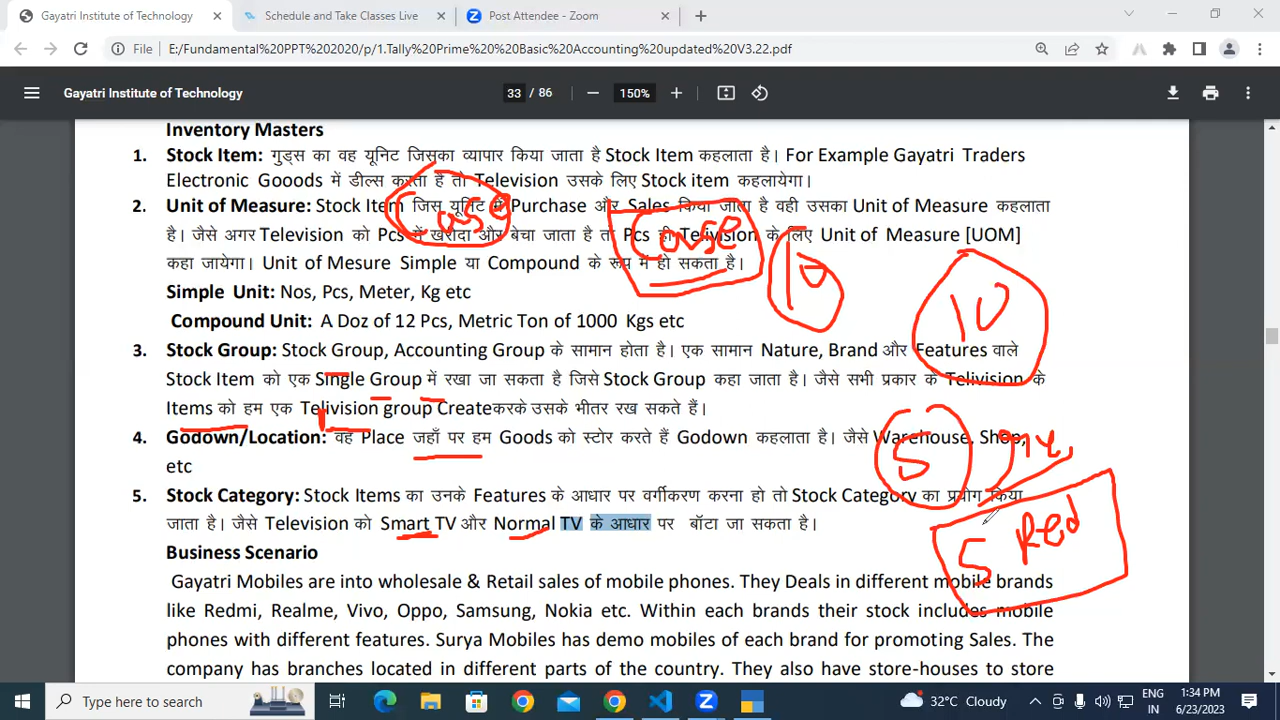 Gayatri Institute of Technology
Schedule and Take Classes Live
Post Attendee - Zoom
File
E:/Fundamental%20PPT%202020/p/1.Tally%20Prime%20%20Basic%20Accounting%20updated%20V3.22.pdf
Gayatri Institute of Technology
33 / 86
150%
Inventory Masters
1. Stock Item: गुड्स का वह यूनिट जिसका व्यापार किया जाता है Stock Item कहलाता है। For Example Gayatri Traders
Electronic Gooods में डील्स करता है तो Television उसके लिए Stock item कहलायेगा।
2. Unit of Measure: Stock Item जिस यूनिट में Purchase और Sales किया जाता है वही उसका Unit of Measure कहलाता
है। जैसे अगर Television को Pcs में खरीदा और बेचा जाता है तो Pcs ही Telivision के लिए Unit of Measure [UOM]
कहा जायेगा। Unit of Mesure Simple या Compound के रूप में हो सकता है।
Case
Case
10
10
Simple Unit: Nos, Pcs, Meter, Kg etc
Compound Unit: A Doz of 12 Pcs, Metric Ton of 1000 Kgs etc
3. Stock Group: Stock Group, Accounting Group के सामान होता है। एक सामान Nature, Brand और Features वाले
Stock Item को एक Single Group में रखा जा सकता है जिसे Stock Group कहा जाता है। जैसे सभी प्रकार के Telivision के
Items को हम एक Telivision group Createकरके उसके भीतर रख सकते हैं।
4. Godown/Location: वह Place जहाँ पर हम Goods को स्टोर करते हैं Godown कहलाता है। जैसे Warehouse, Shop,
etc
5
5. Stock Category: Stock Items का उनके Features के आधार पर वर्गीकरण करना हो तो Stock Category का प्रयोग किया
जाता है। जैसे Television का Smart TV और Normal TV के आधार पर बॉटा जा सकता है।
5 Red
Business Scenario
Gayatri Mobiles are into wholesale & Retail sales of mobile phones. They Deals in different mobile brands
like Redmi, Realme, Vivo, Oppo, Samsung, Nokia etc. Within each brands their stock includes mobile
phones with different features. Surya Mobiles has demo mobiles of each brand for promoting Sales. The
company has branches located in different parts of the country. They also have store-houses to store
Type here to search
32°C Cloudy
ENG
IN
1:34 PM
6/23/2023